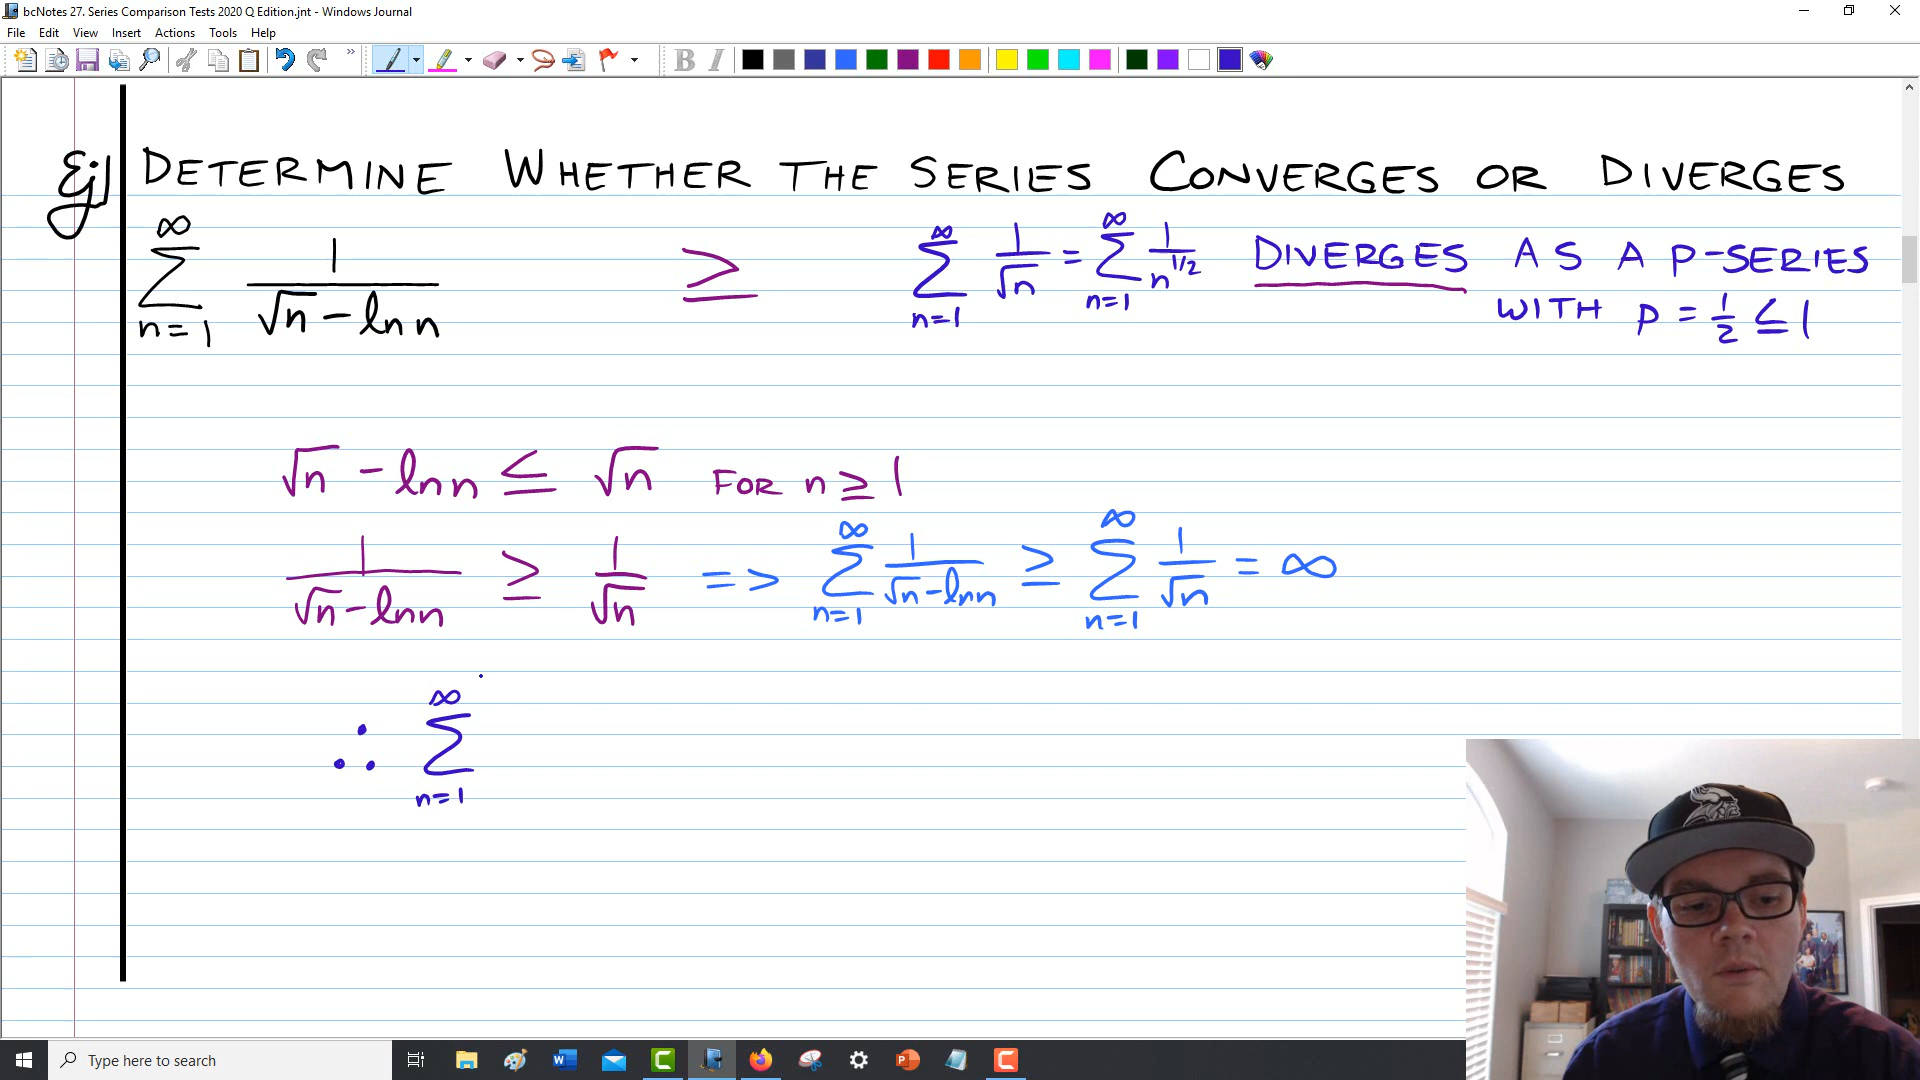 bcNotes 27. Series Comparison Tests 2020 Q Edition.jnt - Windows Journal
File Edit View Insert Actions Tools Help
B I
Ej DETERMINE WHETHER THE SERIES CONVERGES OR DIVERGES
∞ ∑ n=1 1/(√n - ln n) ≥ ∞ ∑ n=1 1/√n = ∞ ∑ n=1 1/n^1/2 DIVERGES AS A P-SERIES
WITH P = 1/2 ≤ 1
√n - ln n ≤ √n FOR n ≥ 1
1/(√n - ln n) ≥ 1/√n => ∞ ∑ n=1 1/(√n - ln n) ≥ ∞ ∑ n=1 1/√n = ∞
∴ ∞ ∑ n=1
Type here to search